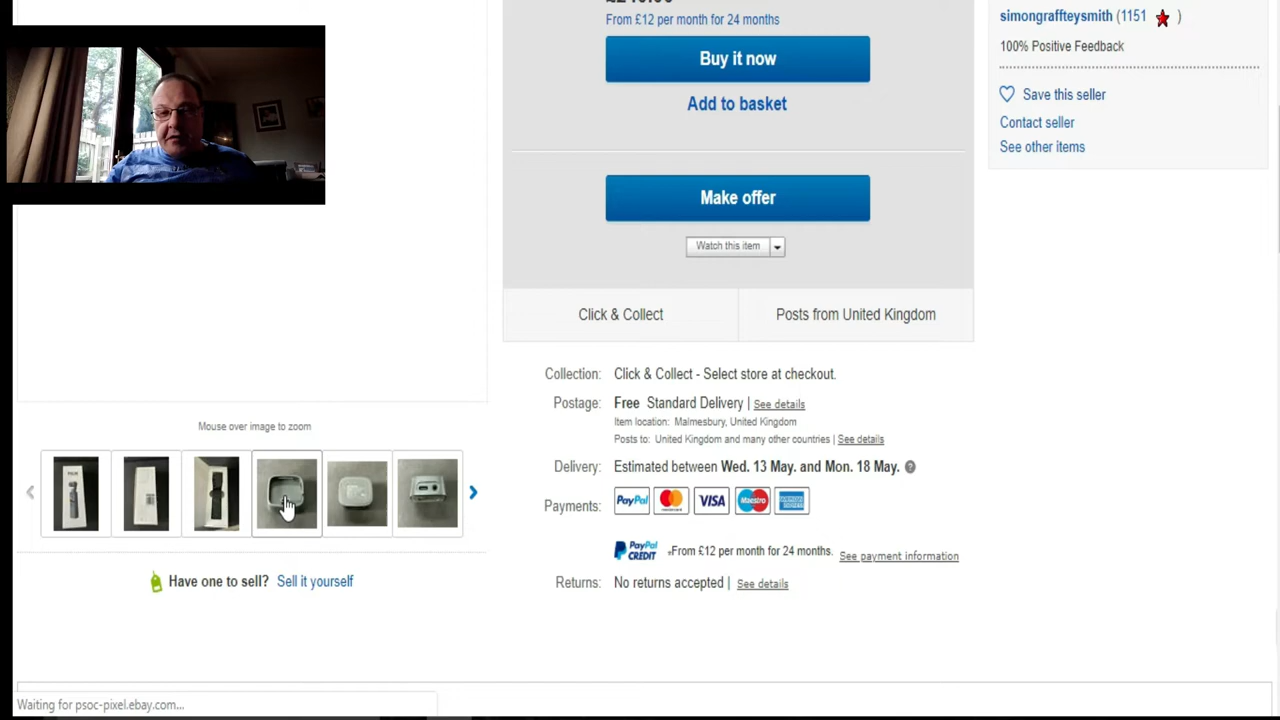 From £12 per month for 24 months
Buy it now
Add to basket
Make offer
Watch this item
Click & Collect
Posts from United Kingdom
simongraffteysmith (1151 )
100% Positive Feedback
Save this seller
Contact seller
See other items
Collection: Click & Collect - Select store at checkout.
Postage: Free Standard Delivery | See details
Item location: Malmesbury, United Kingdom
Posts to: United Kingdom and many other countries | See details
Delivery: Estimated between Wed. 13 May. and Mon. 18 May. ?
Payments: PayPal VISA Maestro
PayPal CREDIT
From £12 per month for 24 months. See payment information
Returns: No returns accepted | See details
Mouse over image to zoom
Have one to sell? Sell it yourself
Waiting for psoc-pixel.ebay.com...